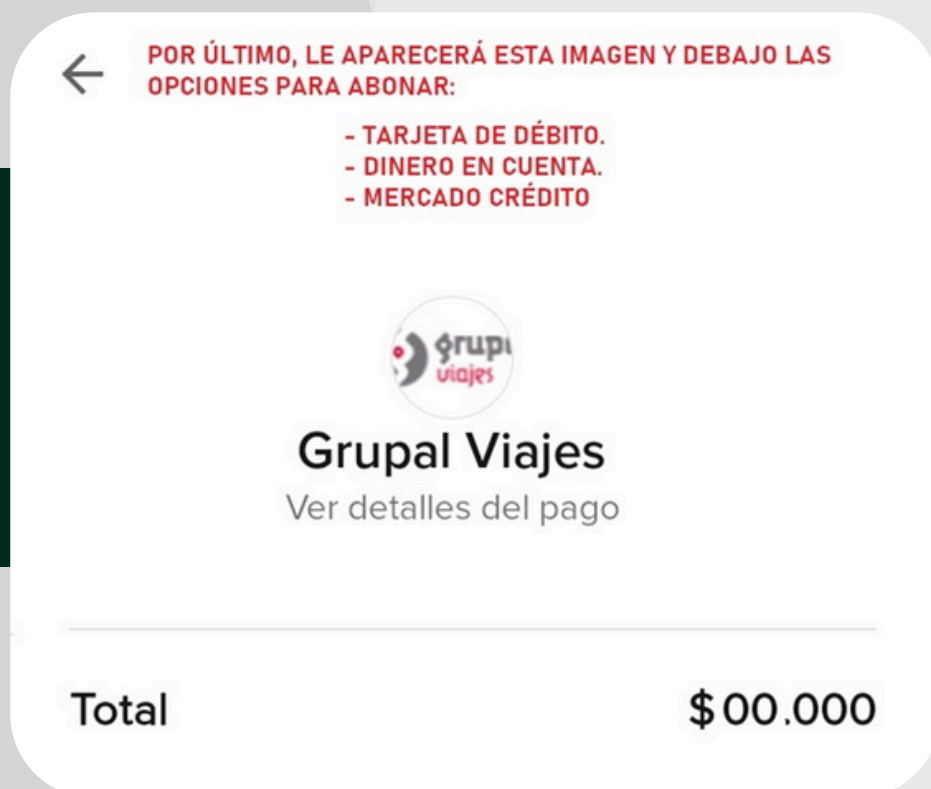 POR ÚLTIMO, LE APARECERÁ ESTA IMAGEN Y DEBAJO LAS
OPCIONES PARA ABONAR:
- TARJETA DE DÉBITO.
- DINERO EN CUENTA.
- MERCADO CRÉDITO
grupu
viajes
Grupal Viajes
Ver detalles del pago
Total $ 00.000